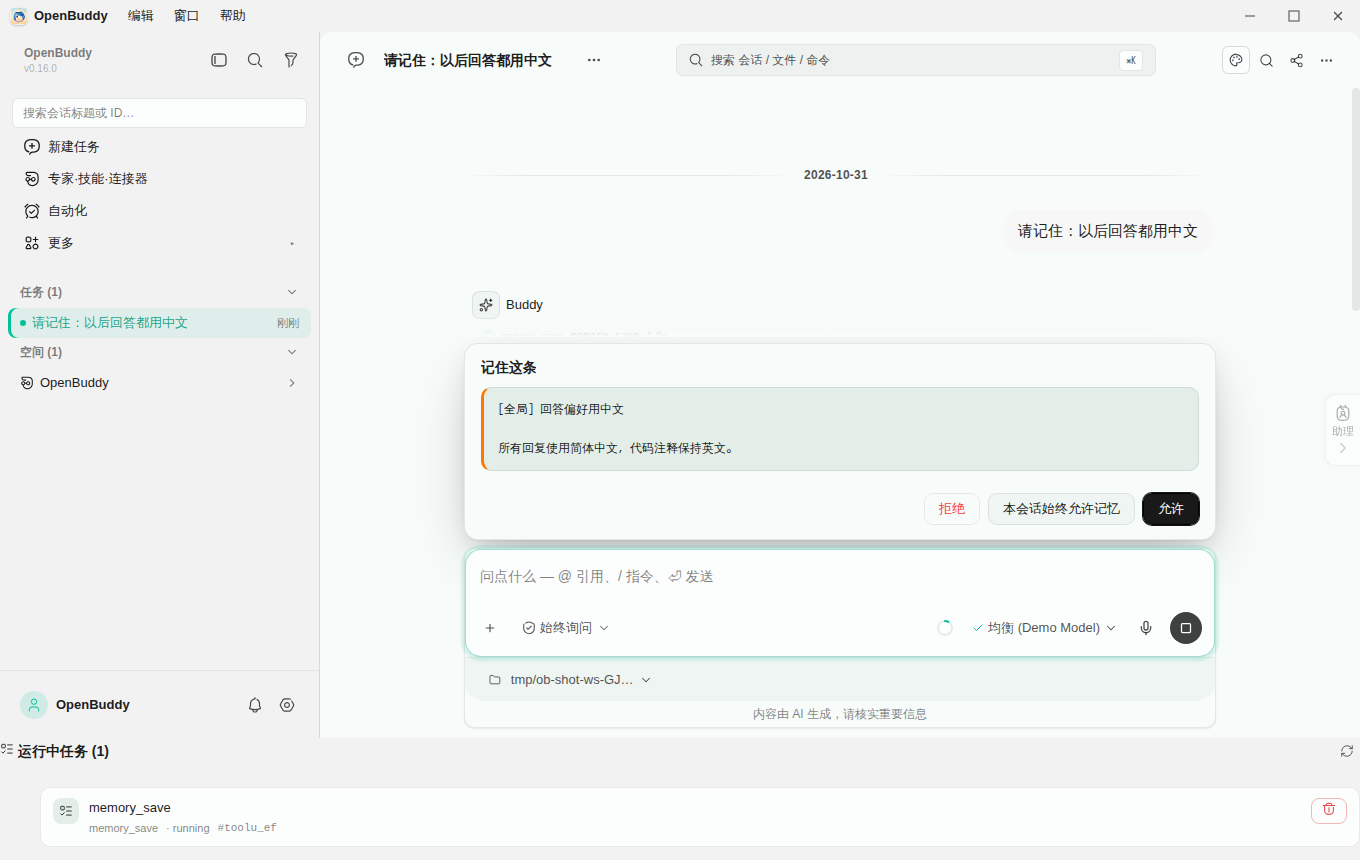 OpenBuddy 编辑 窗口 帮助
OpenBuddy
v0.16.0
请记住：以后回答都用中文
搜索 会话 / 文件 / 命令
⌘K
搜索会话标题或 ID…
新建任务
专家·技能·连接器
自动化
更多
任务 (1)
请记住：以后回答都用中文 刚刚
空间 (1)
OpenBuddy
2026-10-31
请记住：以后回答都用中文
Buddy
记住这条
[全局] 回答偏好用中文
所有回复使用简体中文, 代码注释保持英文。
拒绝 本会话始终允许记忆 允许
助理
问点什么 — @ 引用、/ 指令、⏎ 发送
始终询问
均衡 (Demo Model)
tmp/ob-shot-ws-GJ…
内容由 AI 生成，请核实重要信息
OpenBuddy
运行中任务 (1)
memory_save
memory_save · running #toolu_ef